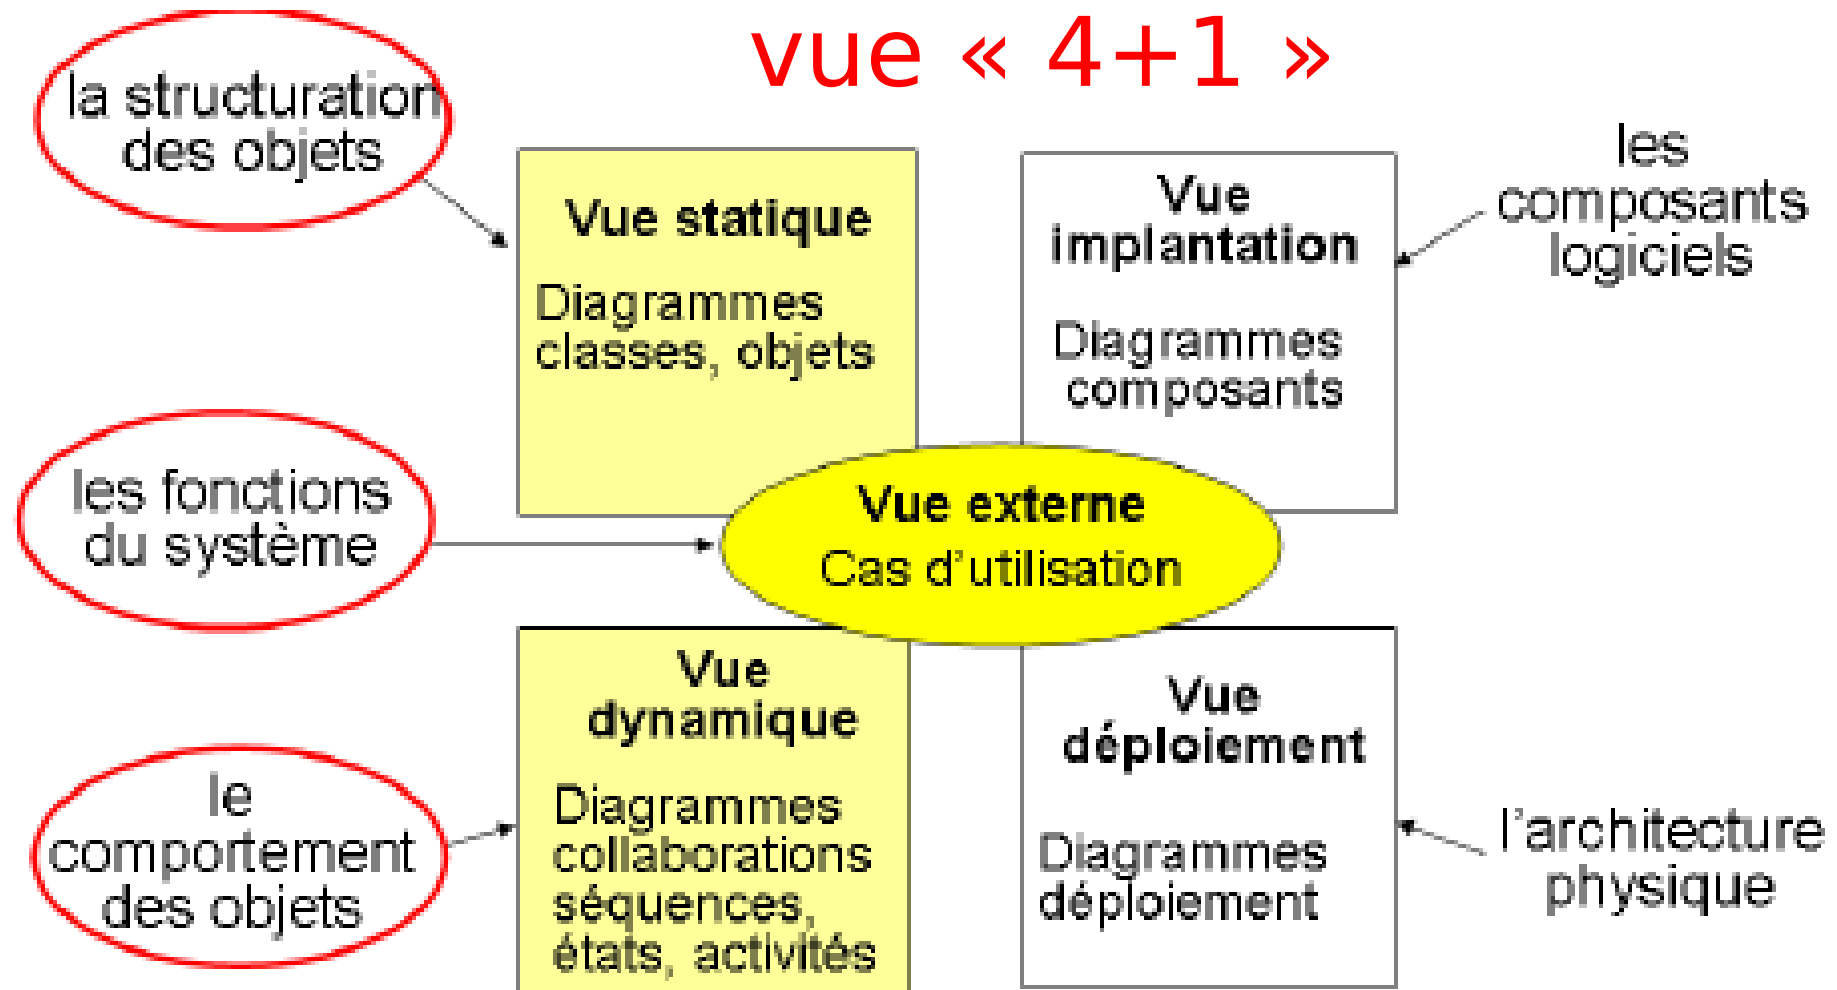 vue « 4+1 »
la structuration
des objets
Vue statique
Diagrammes
classes, objets
Vue
implantation
Diagrammes
composants
les
composants
logiciels
les fonctions
du système
Vue externe
Cas d'utilisation
le
comportement
des objets
Vue
dynamique
Diagrammes
collaborations
séquences,
états, activités
Vue
déploiement
Diagrammes
déploiement
l'architecture
physique